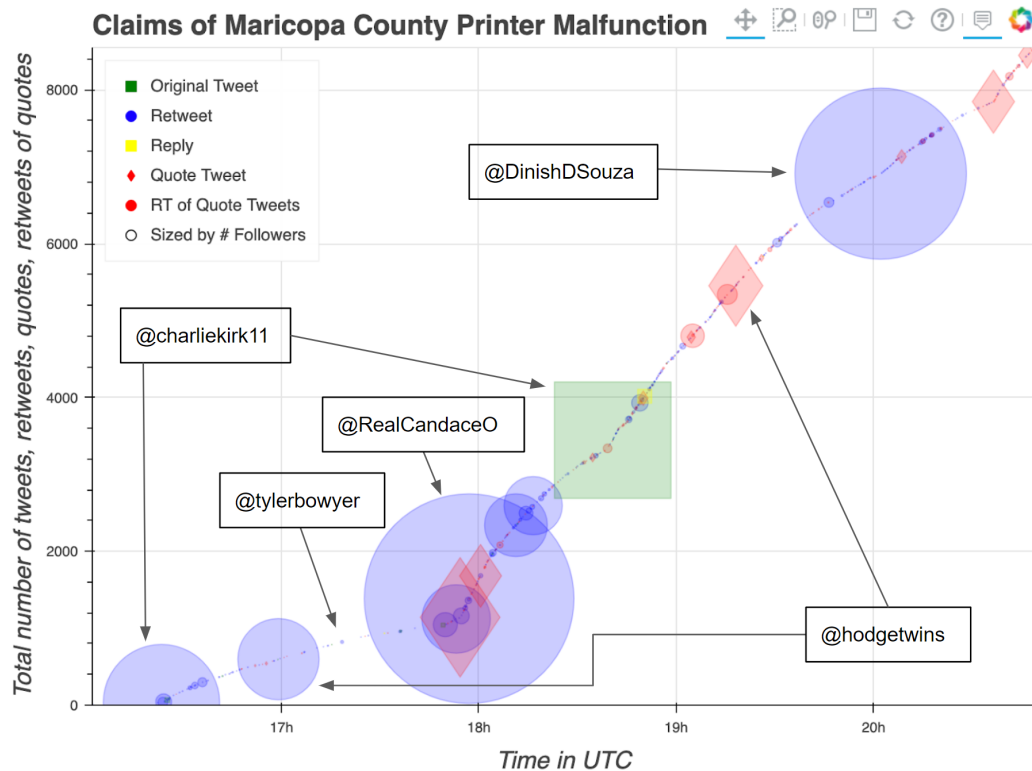 Claims of Maricopa County Printer Malfunction
Total number of tweets, retweets, quotes, retweets of quotes
Original Tweet
Retweet
Reply
Quote Tweet
RT of Quote Tweets
Sized by # Followers
8000
6000
4000
2000
0
@DinishDSouza
@charliekirk11
@RealCandaceO
@tylerbowyer
@hodgetwins
17h
18h
19h
20h
Time in UTC